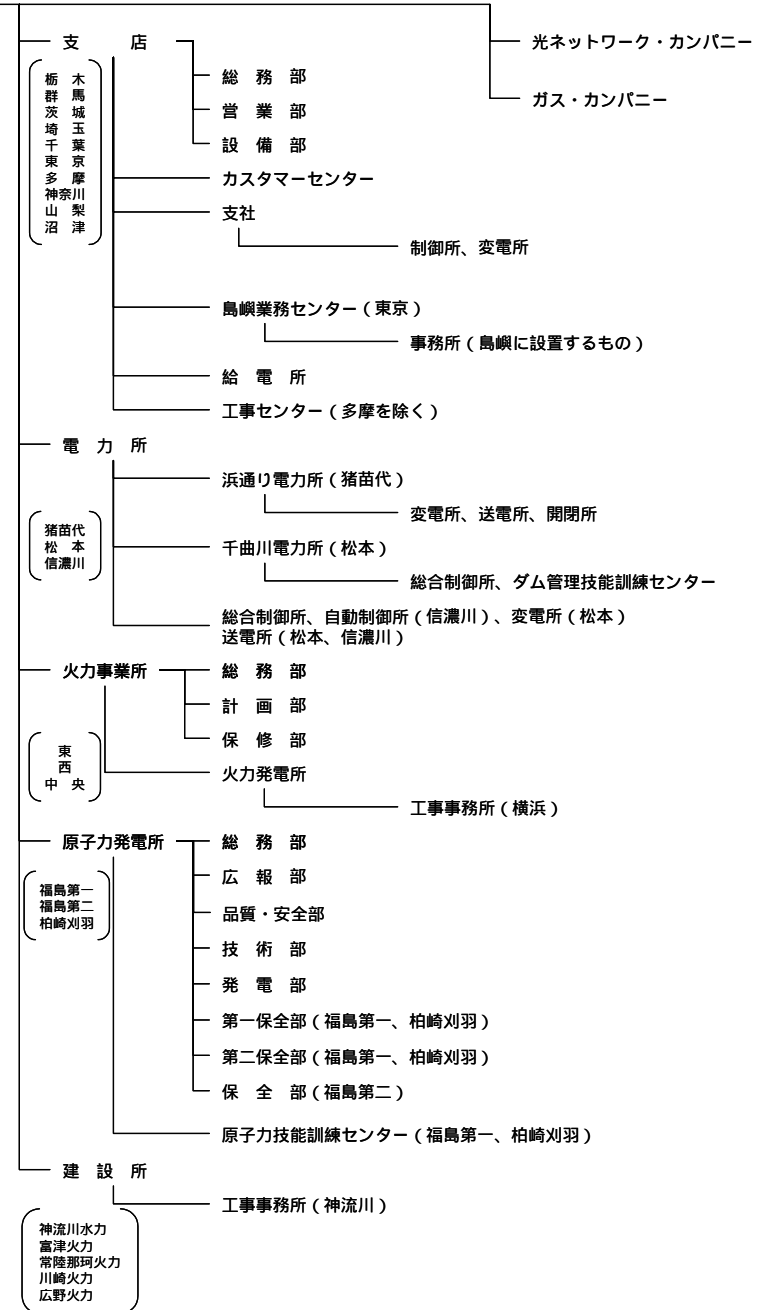 支　　店
栃　木
群　馬
茨　城
埼　玉
千　葉
東　京
多　摩
神奈川
山　梨
沼　津
総　務　部
営　業　部
設　備　部
カスタマーセンター
支社
制御所、変電所
島嶼業務センター（東京）
事務所（島嶼に設置するもの）
給　電　所
工事センター（多摩を除く）
光ネットワーク・カンパニー
ガス・カンパニー
電　力　所
猪苗代
松　本
信濃川
浜通り電力所（猪苗代）
変電所、送電所、開閉所
千曲川電力所（松本）
総合制御所、ダム管理技能訓練センター
総合制御所、自動制御所（信濃川）、変電所（松本）
送電所（松本、信濃川）
火力事業所
東
西
中　央
総　務　部
計　画　部
保　修　部
火力発電所
工事事務所（横浜）
原子力発電所
福島第一
福島第二
柏崎刈羽
総　務　部
広　報　部
品質・安全部
技　術　部
発　電　部
第一保全部（福島第一、柏崎刈羽）
第二保全部（福島第一、柏崎刈羽）
保　全　部（福島第二）
原子力技能訓練センター（福島第一、柏崎刈羽）
建　設　所
神流川水力
富津火力
常陸那珂火力
川崎火力
広野火力
工事事務所（神流川）